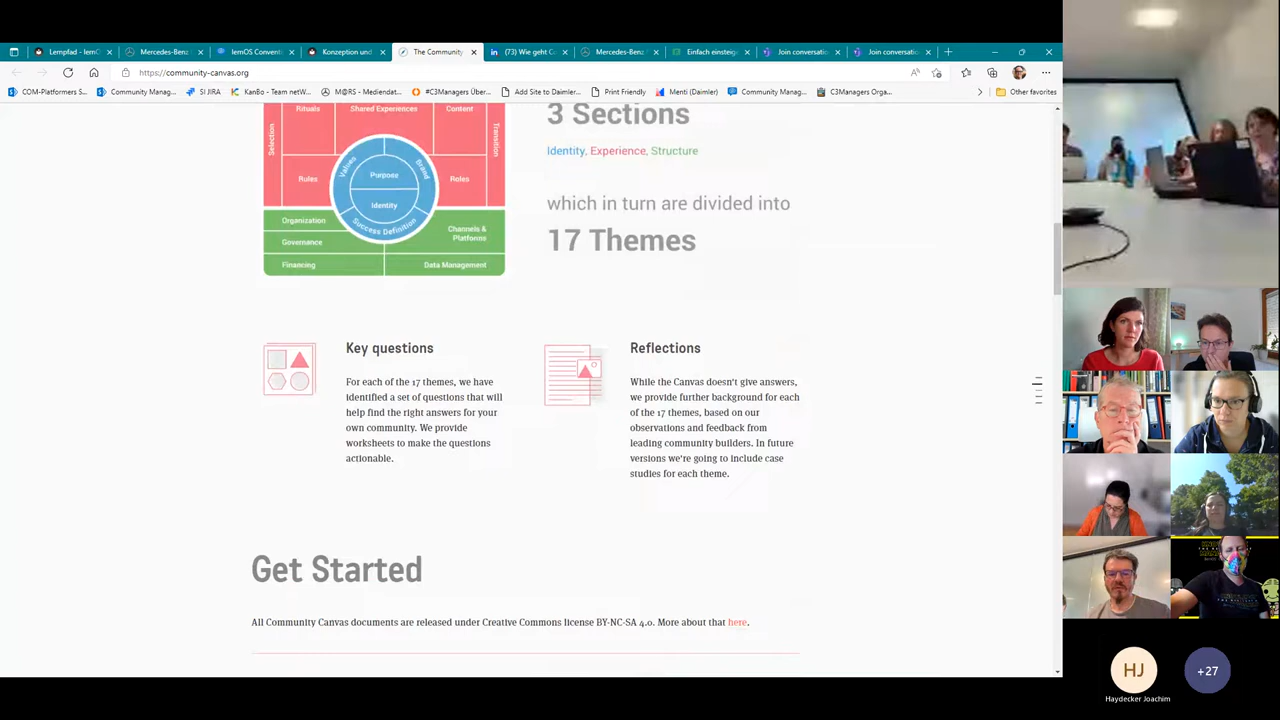 Lernpfad - lernO
Mercedes-Benz
lernOS Convent
Konzeption und
The Community
(73) Wie geht C
Mercedes-Benz
Einfach einsteig
Join conversatio
Join conversatio
https://community-canvas.org
COM-Platformers S...
Community Manag...
SI JIRA
KanBo - Team netW...
M@RS - Mediendat...
#C3Managers Über...
Add Site to Daimler...
Print Friendly
Menti (Daimler)
Community Manag...
C3Managers Orga...
Other favorites
Selection
Rituals
Shared Experiences
Content
Transition
Rules
Values
Purpose
Brand
Roles
Identity
Success Definition
Organization
Governance
Financing
Channels &
Platforms
Data Management
3 Sections
Identity, Experience, Structure
which in turn are divided into
17 Themes
Key questions
For each of the 17 themes, we have
identified a set of questions that will
help find the right answers for your
own community. We provide
worksheets to make the questions
actionable.
Reflections
While the Canvas doesn't give answers,
we provide further background for each
of the 17 themes, based on our
observations and feedback from
leading community builders. In future
versions we're going to include case
studies for each theme.
Get Started
All Community Canvas documents are released under Creative Commons license BY-NC-SA 4.0. More about that here.
HJ
+27
Haydecker Joachim